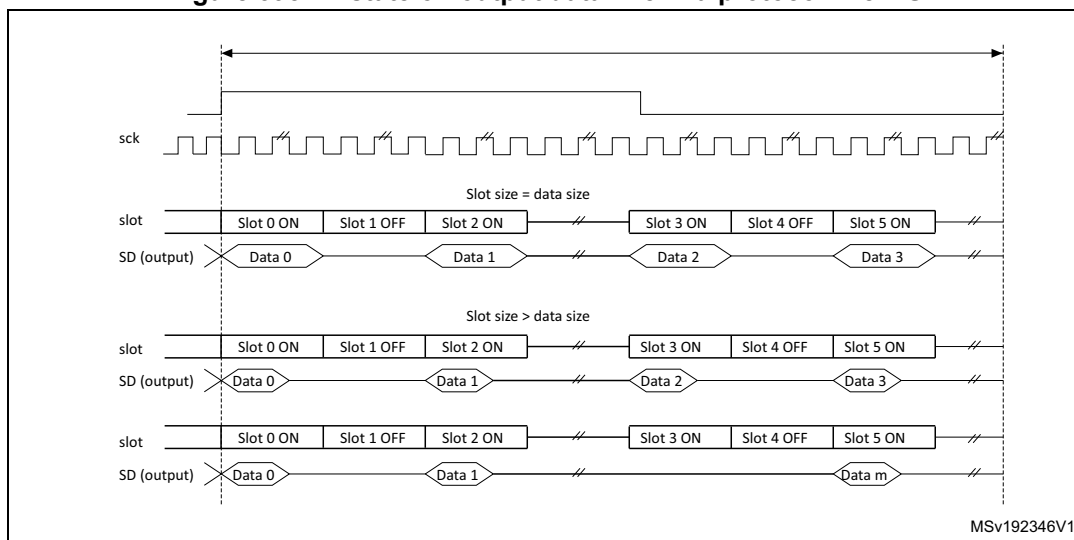 sck
Slot size = data size
slot Slot 0 ON Slot 1 OFF Slot 2 ON Slot 3 ON Slot 4 OFF Slot 5 ON
SD (output) Data 0 Data 1 Data 2 Data 3
Slot size > data size
slot Slot 0 ON Slot 1 OFF Slot 2 ON Slot 3 ON Slot 4 OFF Slot 5 ON
SD (output) Data 0 Data 1 Data 2 Data 3
slot Slot 0 ON Slot 1 OFF Slot 2 ON Slot 3 ON Slot 4 OFF Slot 5 ON
SD (output) Data 0 Data 1 Data m
MSv192346V1